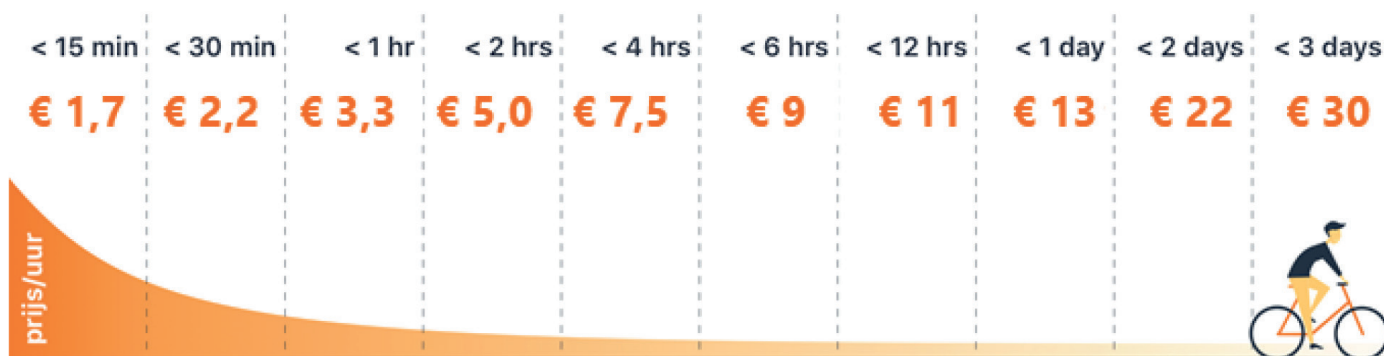 < 15 min < 30 min < 1 hr < 2 hrs < 4 hrs < 6 hrs < 12 hrs < 1 day < 2 days < 3 days
€ 1,7 € 2,2 € 3,3 € 5,0 € 7,5 € 9 € 11 € 13 € 22 € 30
prijs/uur